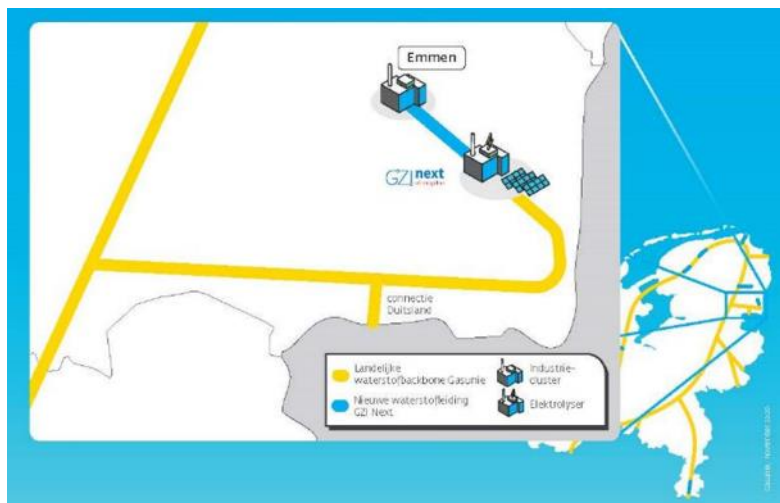 Emmen
GZI next
connectie
Duitsland
Landelijke
waterstofbackbone Gasunie
Nieuwe waterstofleiding
GZI Next
Industrie-
cluster
Elektrolyser